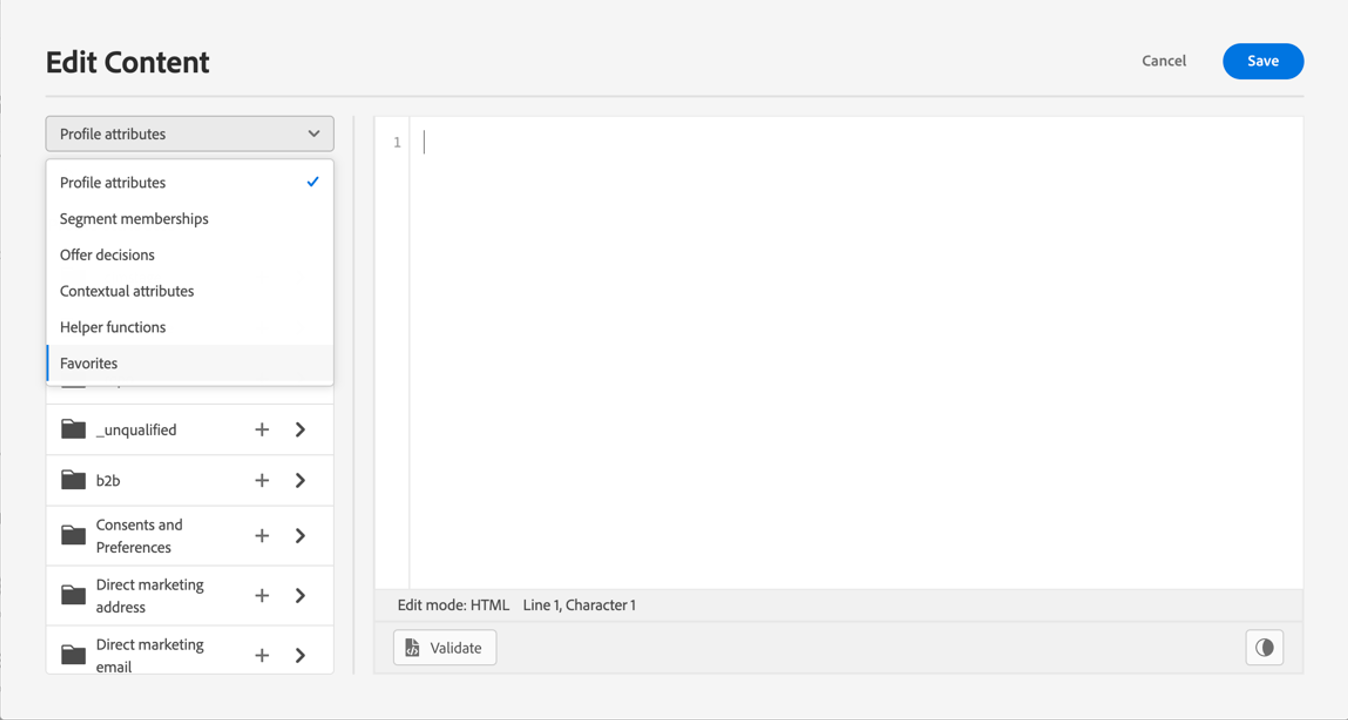 Edit Content
Cancel
Save
Profile attributes
Profile attributes
Segment memberships
Offer decisions
Contextual attributes
Helper functions
Favorites
_unqualified
b2b
Consents and
Preferences
Direct marketing
address
Direct marketing
email
1
Edit mode: HTML Line 1, Character 1
Validate